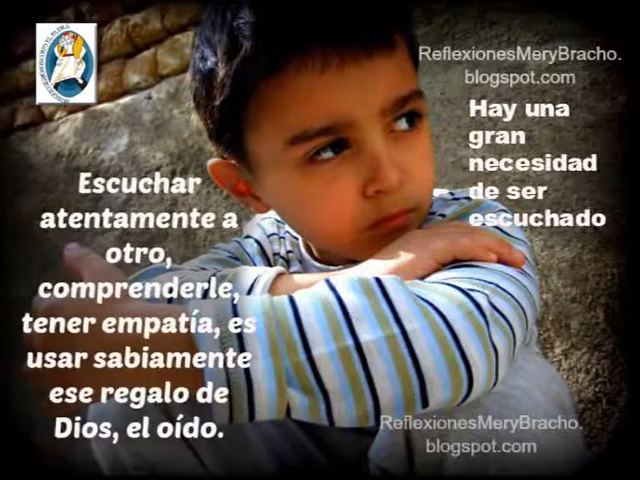 ReflexionesMeryBracho.
blogspot.com
Hay una
gran
necesidad
de ser
escuchado
Escuchar
atentamente a
otro,
comprenderle,
tener empatía, es
usar sabiamente
ese regalo de
Dios, el oído.
ReflexionesMeryBracho.
blogspot.com